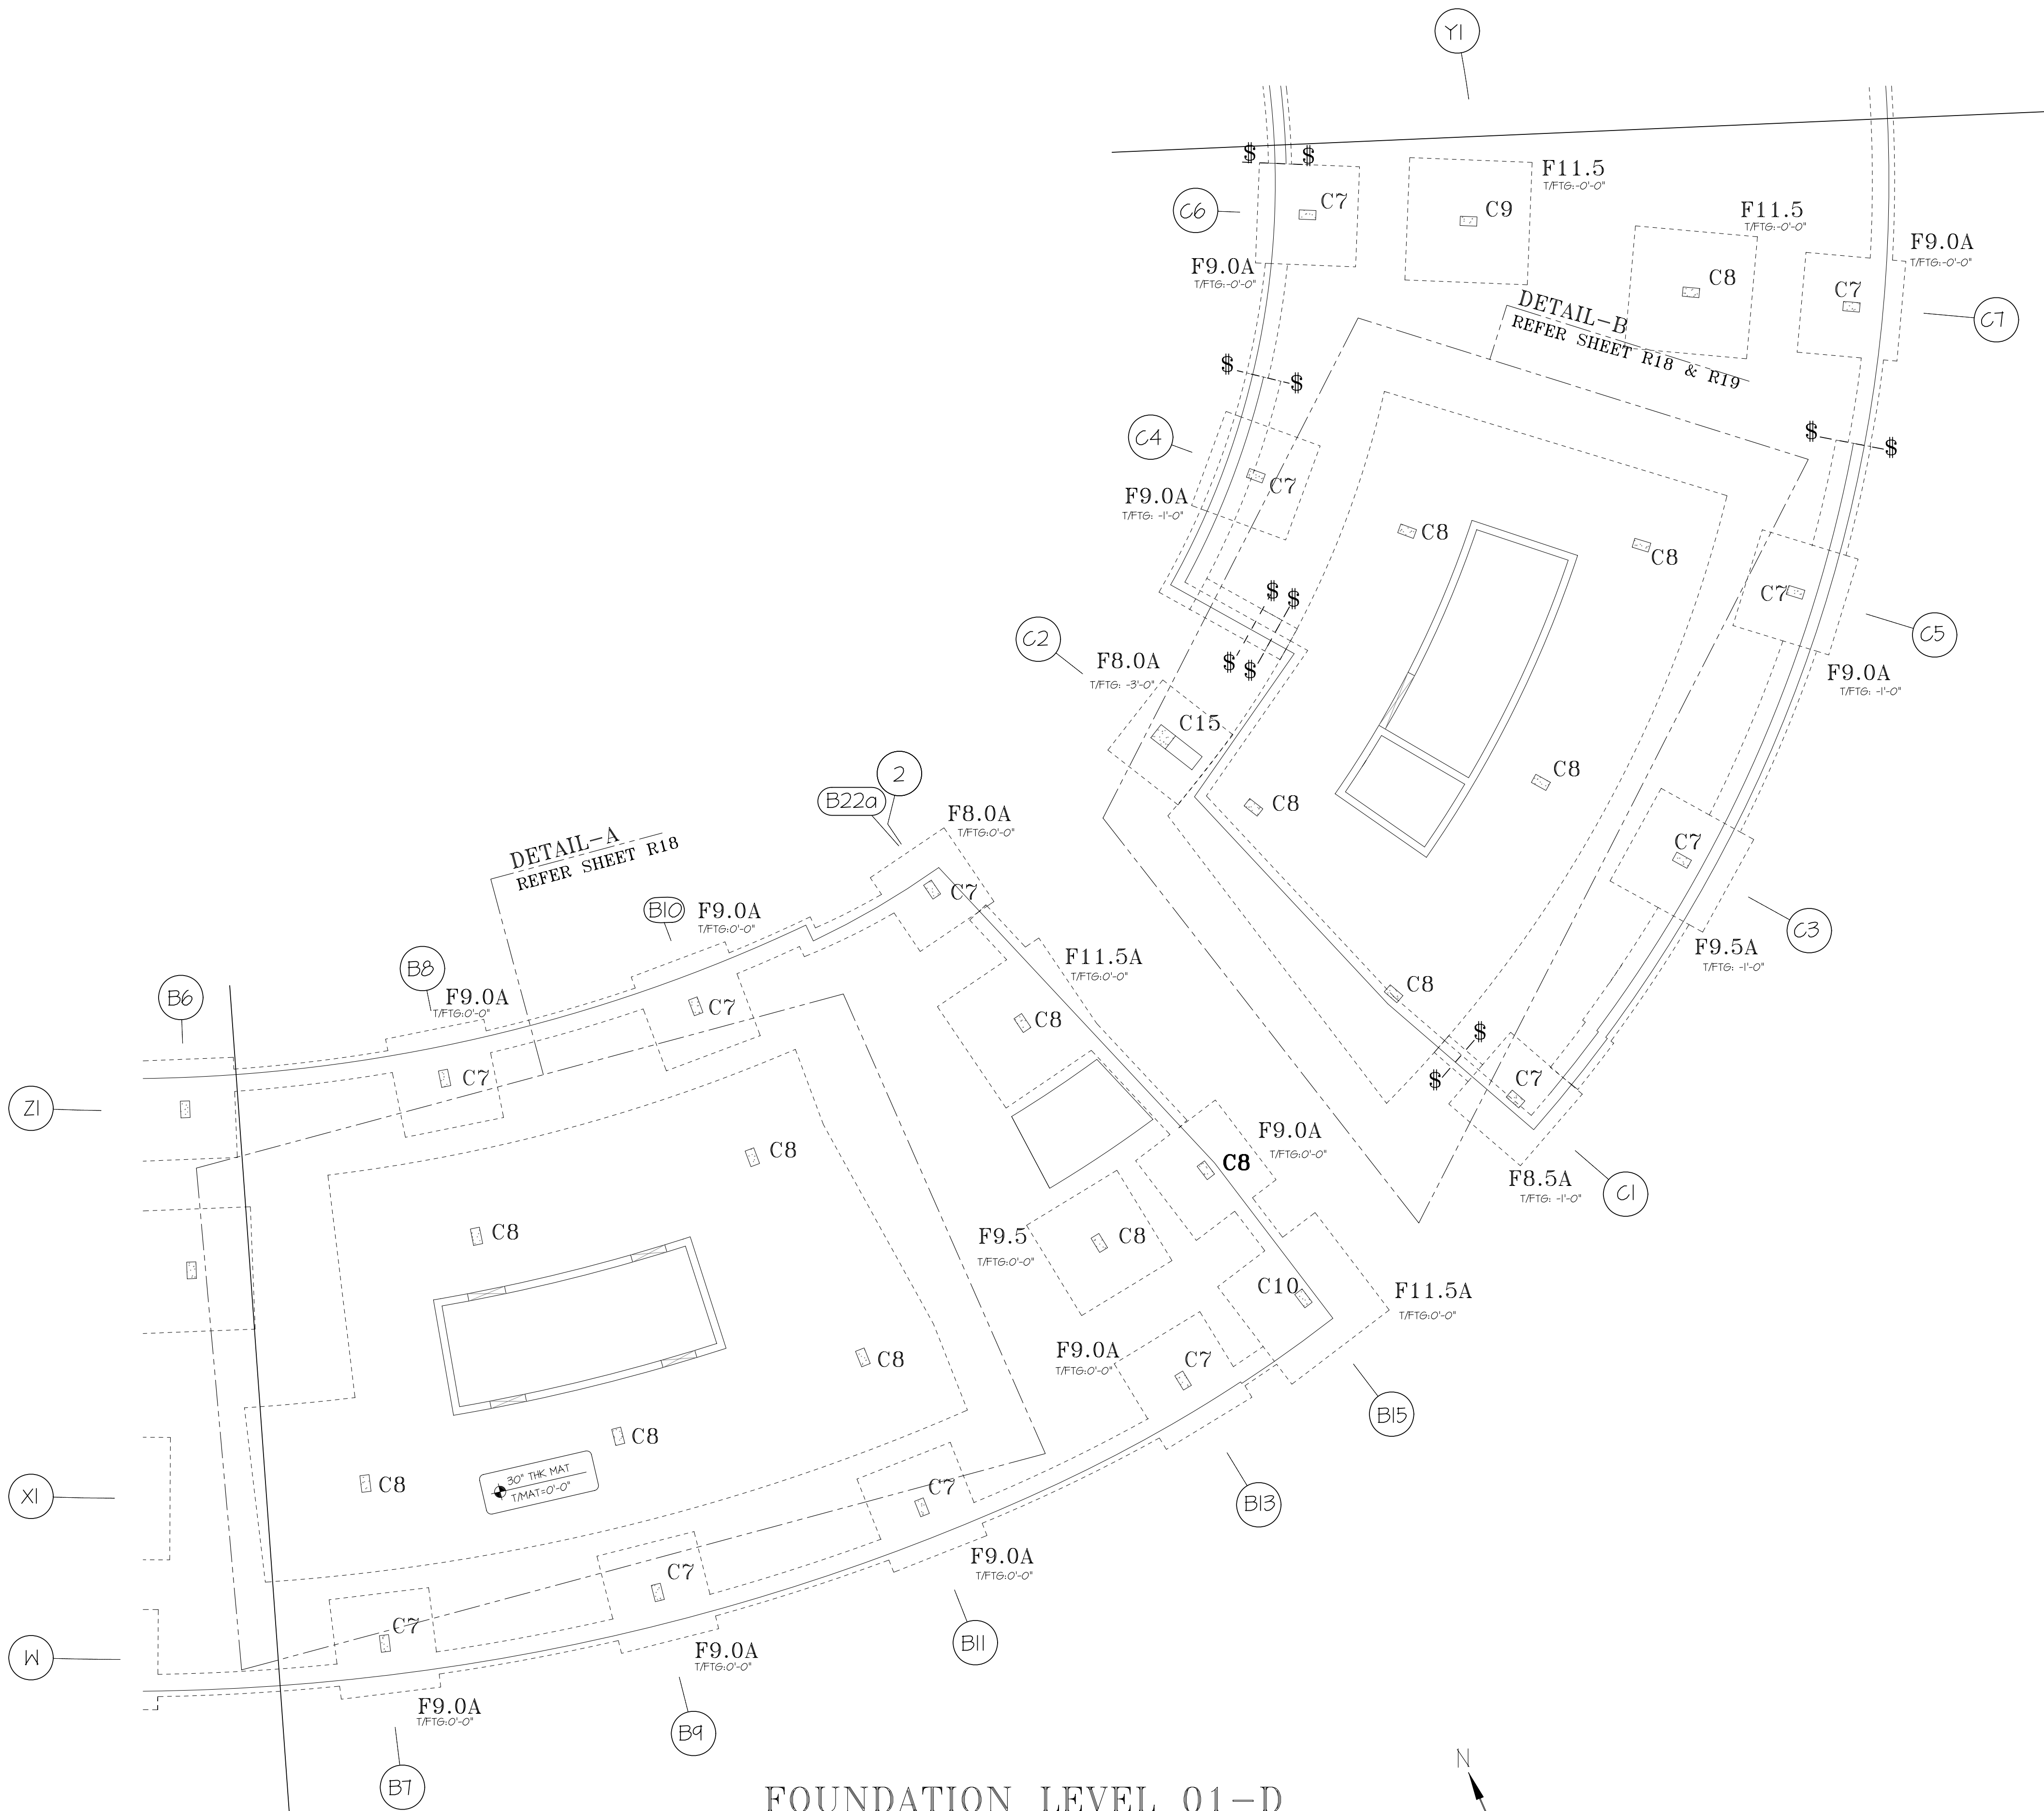 Y1
$ $
F11.5
T/FTG:-0'-0"
C6
C7
C9
F11.5
T/FTG:-0'-0"
F9.0A
T/FTG:-0'-0"
F9.0A
T/FTG:-0'-0"
C8
C7
C7
DETAIL-B
REFER SHEET R18 & R19
$ $
C4
$ $
C7
F9.0A
T/FTG: -1'-0"
C8
C8
C7
C5
$ $
C2
F8.0A
T/FTG: -3'-0"
$ $
F9.0A
T/FTG: -1'-0"
C15
C8
C8
2
B22a
F8.0A
T/FTG:0'-0"
DETAIL-A
REFER SHEET R18
C7
C7
C3
F9.5A
T/FTG: -1'-0"
B10
F9.0A
T/FTG:0'-0"
F11.5A
T/FTG:0'-0"
B8
F9.0A
T/FTG:0'-0"
B6
C7
C8
C8
$
$
Z1
C7
C7
F9.0A
T/FTG:0'-0"
C8
C8
F8.5A
T/FTG: -1'-0"
C1
C8
F9.5
T/FTG:0'-0"
C8
C10
F11.5A
T/FTG:0'-0"
F9.0A
T/FTG:0'-0"
C8
C7
B15
C8
X1
C8
30" THK MAT
T/MAT=0'-0"
C7
B13
F9.0A
T/FTG:0'-0"
C7
C7
W
B11
F9.0A
T/FTG:0'-0"
F9.0A
T/FTG:0'-0"
B9
B7
N
FOUNDATION LEVEL 01-D